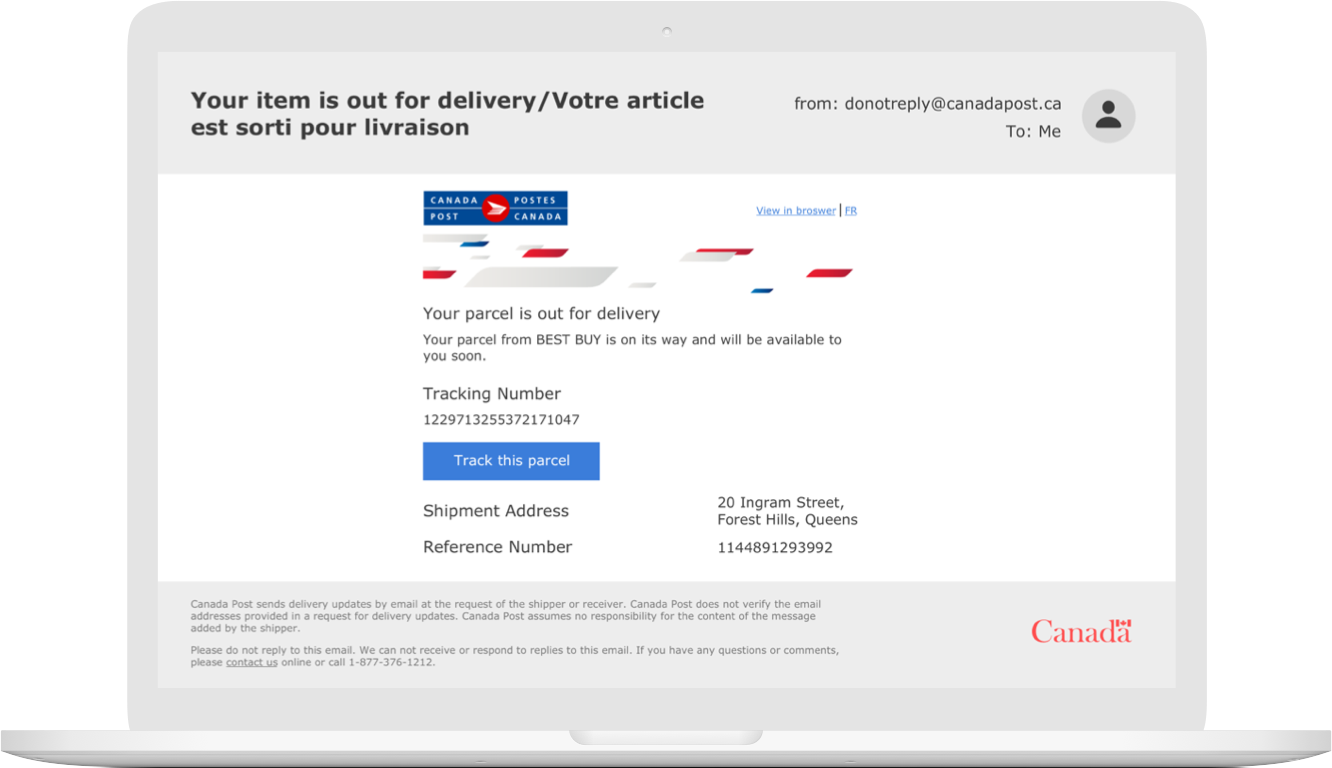 Your item is out for delivery/Votre article
est sorti pour livraison
from: donotreply@canadapost.ca
To: Me
CANADA POSTES
POST CANADA
View in broswer | FR
Your parcel is out for delivery
Your parcel from BEST BUY is on its way and will be available to
you soon.
Tracking Number
1229713255372171047
Track this parcel
Shipment Address
20 Ingram Street,
Forest Hills, Queens
Reference Number
1144891293992
Canada Post sends delivery updates by email at the request of the shipper or receiver. Canada Post does not verify the email
addresses provided in a request for delivery updates. Canada Post assumes no responsibility for the content of the message
added by the shipper.
Please do not reply to this email. We can not receive or respond to replies to this email. If you have any questions or comments,
please contact us online or call 1-877-376-1212.
Canada